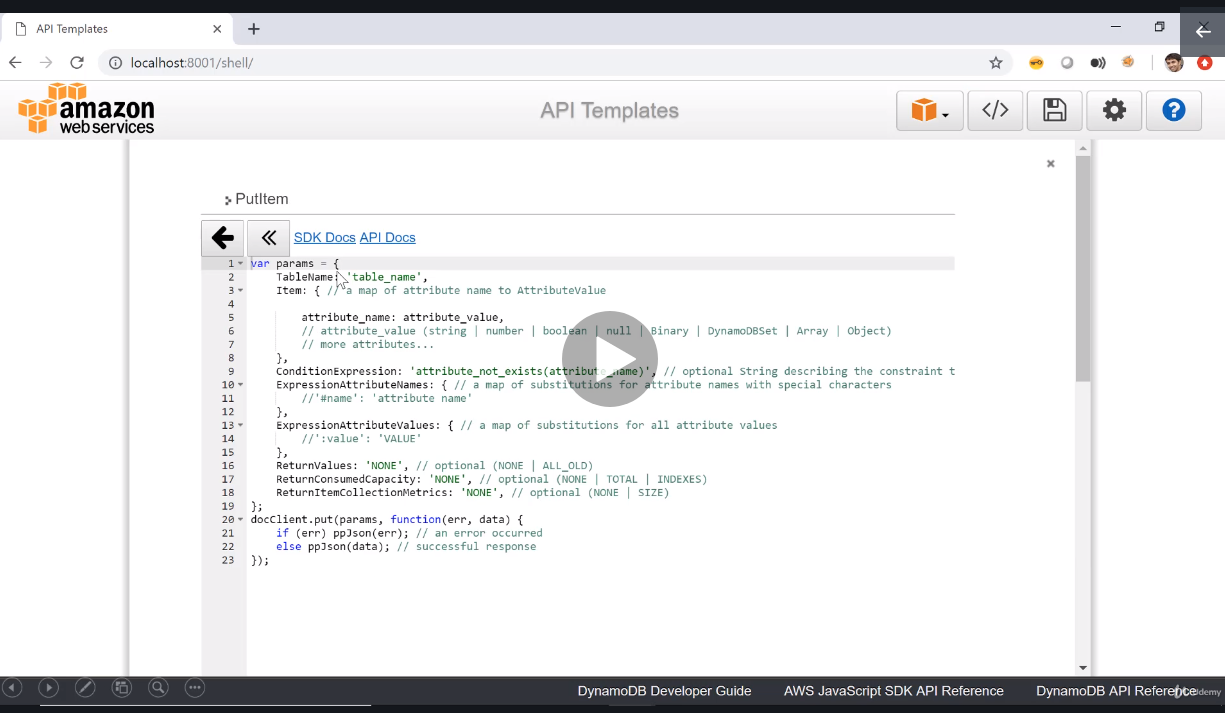 API Templates
localhost:8001/shell/
amazon
webservices
API Templates
PutItem
SDK Docs API Docs
1 var params = {
2 TableName: 'table_name',
3 Item: { // a map of attribute name to AttributeValue
4
5 attribute_name: attribute_value,
6 // attribute_value (string | number | boolean | null | Binary | DynamoDBSet | Array | Object)
7 // more attributes...
8 },
9 ConditionExpression: 'attribute_not_exists(attribute_name)', // optional String describing the constraint t
10 ExpressionAttributeNames: { // a map of substitutions for attribute names with special characters
11 //'#name': 'attribute name'
12 },
13 ExpressionAttributeValues: { // a map of substitutions for all attribute values
14 //':value': 'VALUE'
15 },
16 ReturnValues: 'NONE', // optional (NONE | ALL_OLD)
17 ReturnConsumedCapacity: 'NONE', // optional (NONE | TOTAL | INDEXES)
18 ReturnItemCollectionMetrics: 'NONE', // optional (NONE | SIZE)
19 };
20 docClient.put(params, function(err, data) {
21 if (err) ppJson(err); // an error occurred
22 else ppJson(data); // successful response
23 });
DynamoDB Developer Guide AWS JavaScript SDK API Reference DynamoDB API Reference